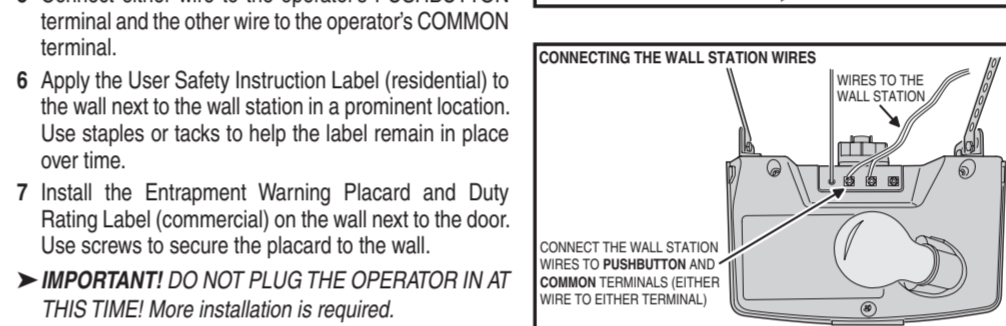 terminal and the other wire to the operator's COMMON
terminal.
6 Apply the User Safety Instruction Label (residential) to
the wall next to the wall station in a prominent location.
Use staples or tacks to help the label remain in place
over time.
7 Install the Entrapment Warning Placard and Duty
Rating Label (commercial) on the wall next to the door.
Use screws to secure the placard to the wall.
➤ IMPORTANT! DO NOT PLUG THE OPERATOR IN AT
THIS TIME! More installation is required.
CONNECTING THE WALL STATION WIRES
WIRES TO THE
WALL STATION
CONNECT THE WALL STATION
WIRES TO PUSHBUTTON AND
COMMON TERMINALS (EITHER
WIRE TO EITHER TERMINAL)